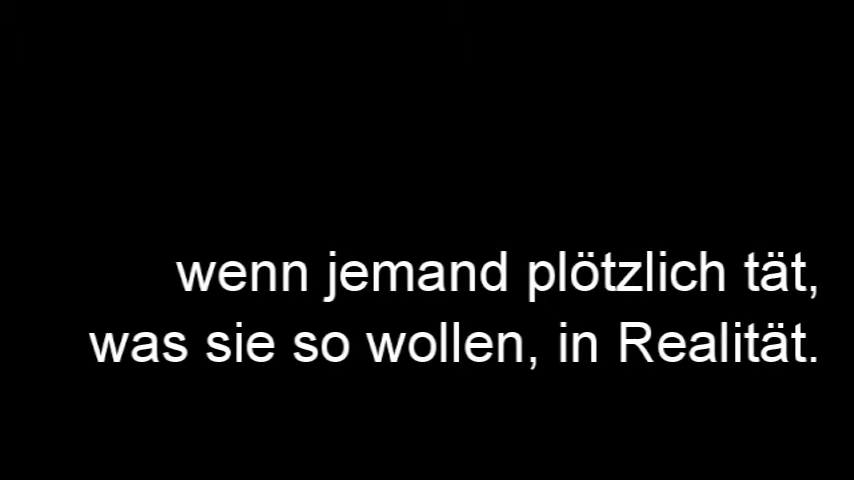 wenn jemand plötzlich tät,
was sie so wollen, in Realität.